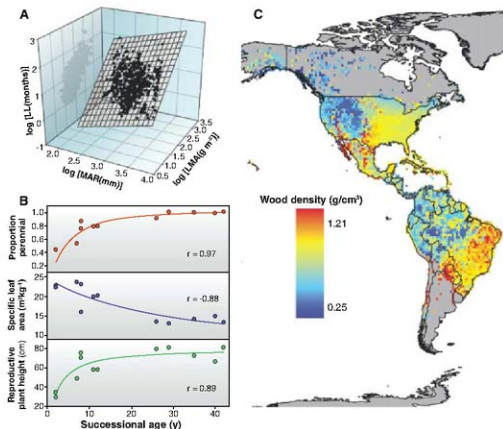 A
log [LL(months)]
3
2
1
0
-1
2.0
2.5
3.0
3.5
4.0
log [MAR(mm)]
1.5
2.0
2.5
3.0
3.5
log [LMA(g m⁻²)]
B
Proportion
perennial
1.0
0.8
0.6
0.4
0.2
r = 0.97
Specific leaf
area (m²kg⁻¹)
25
20
15
10
r = -0.88
Reproductive
plant height (cm)
80
60
40
20
r = 0.89
0
10
20
30
40
Successional age (y)
C
Wood density (g/cm³)
1.21
0.25